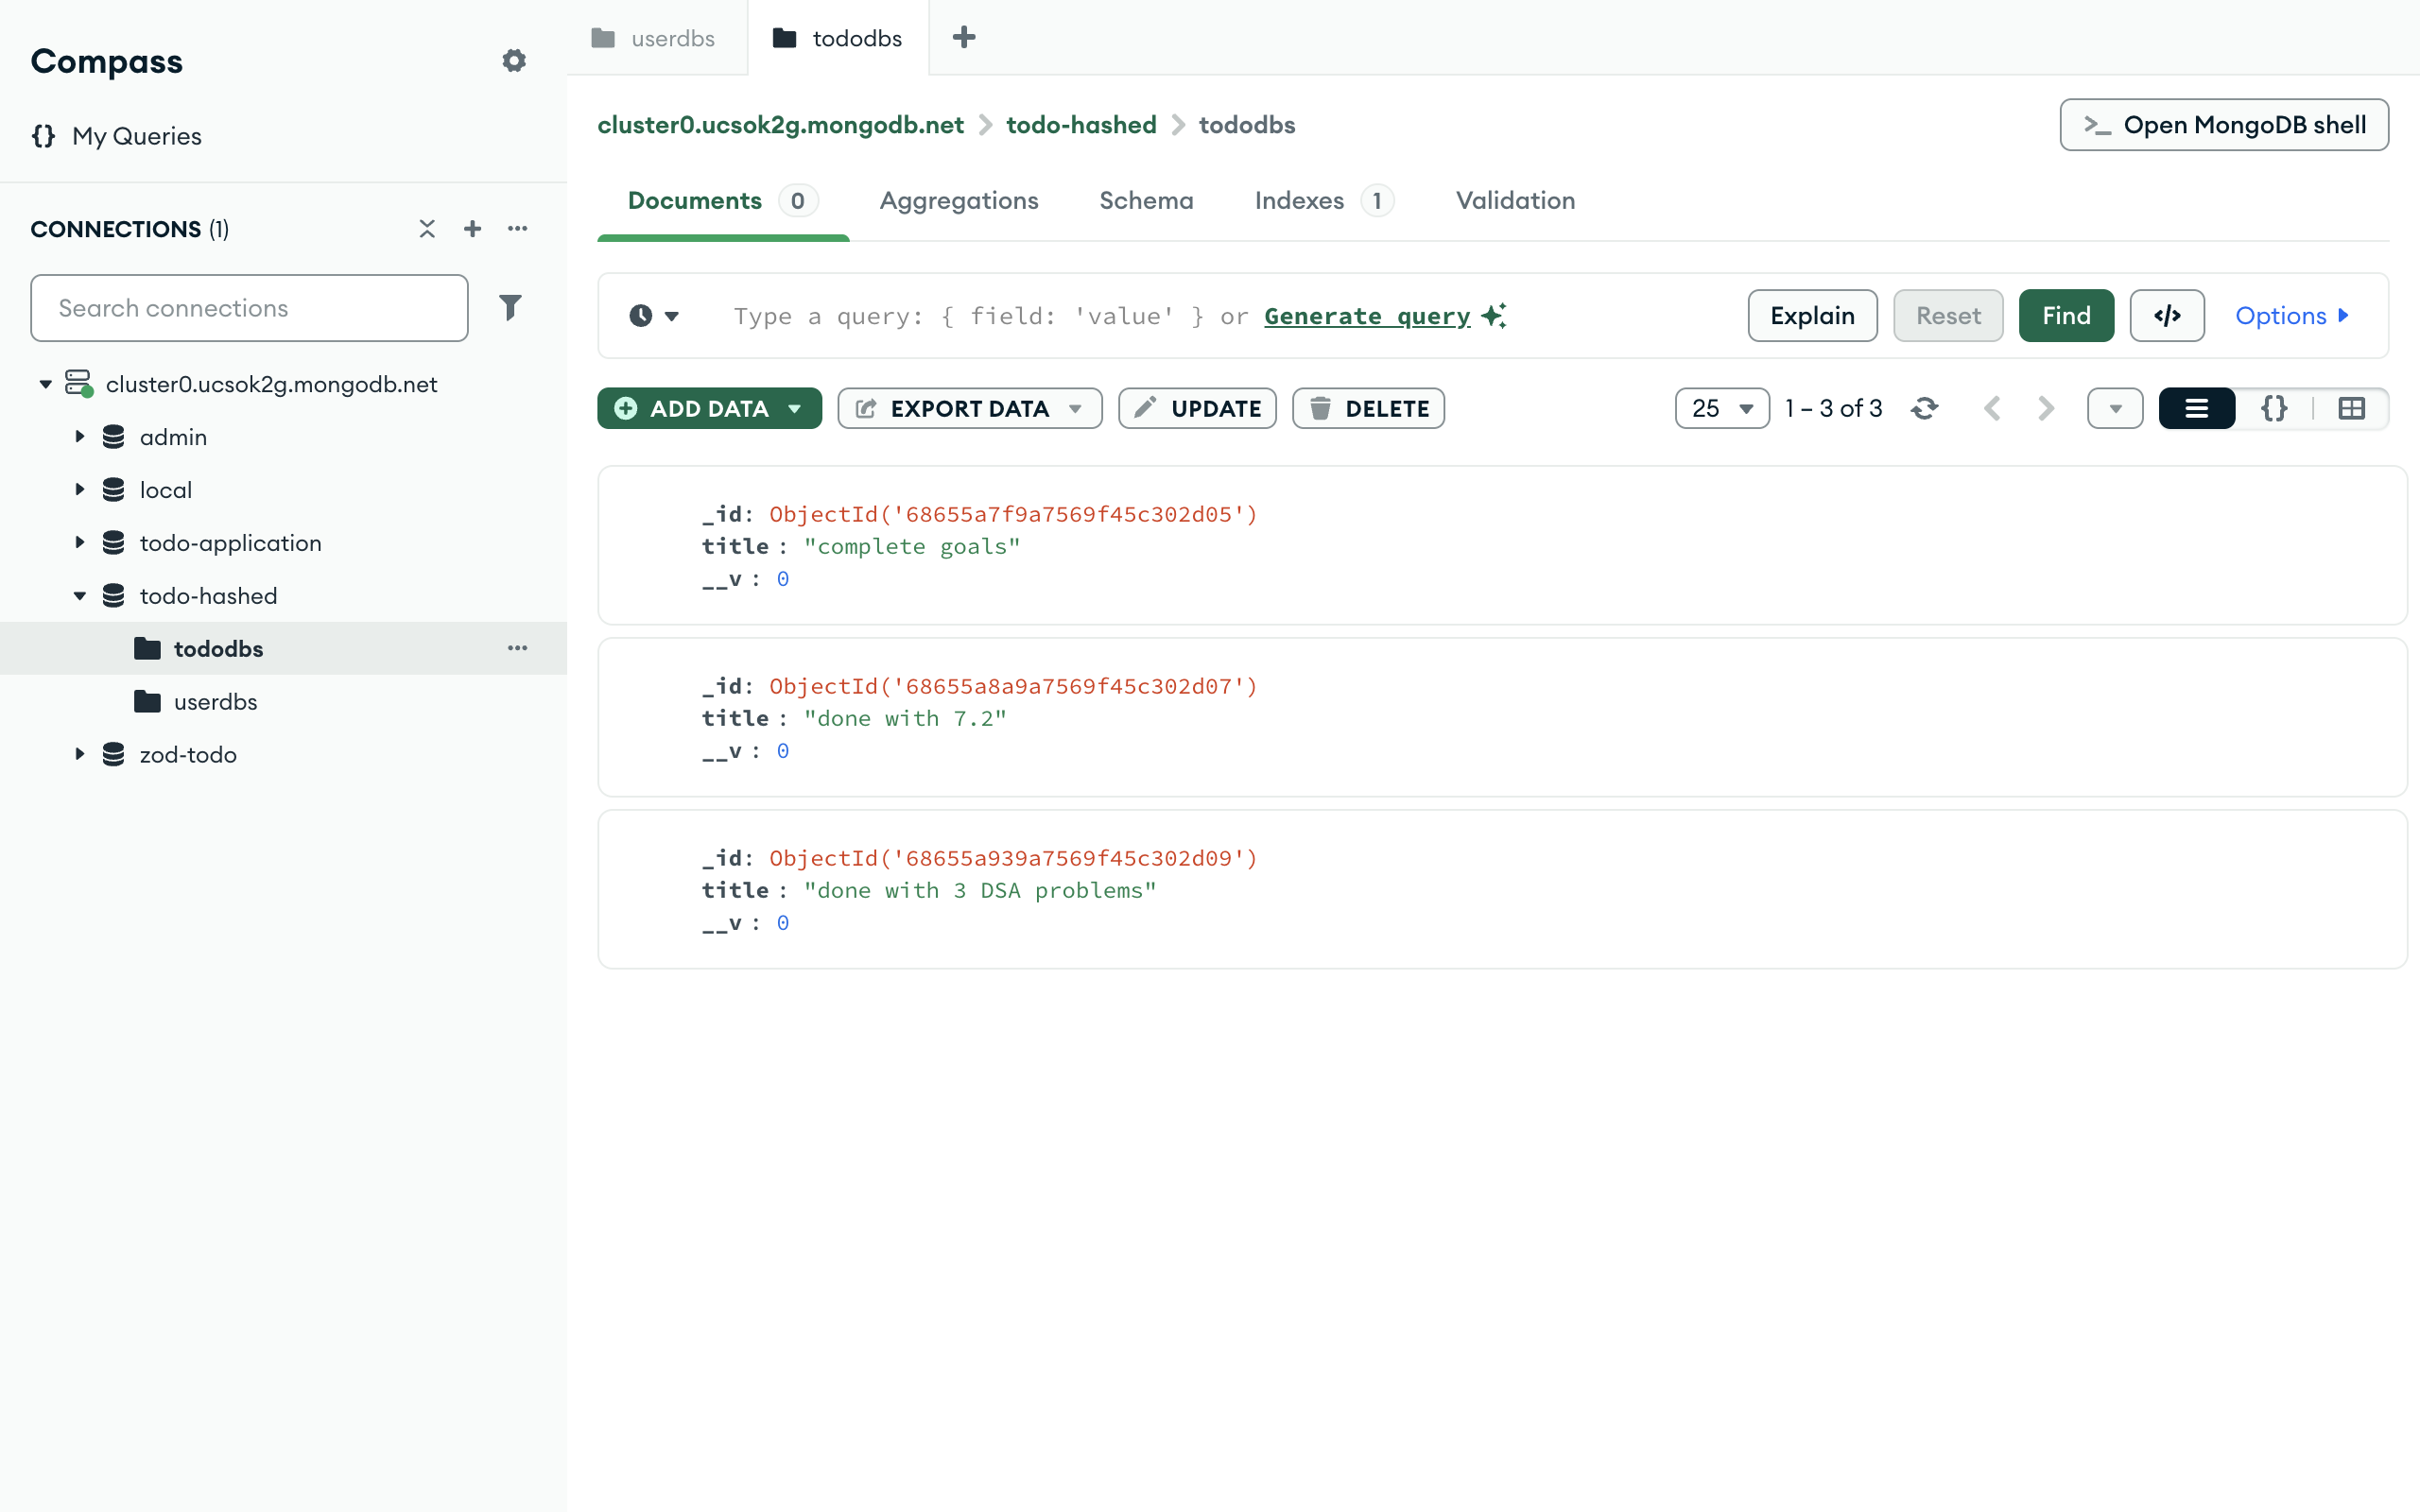 Compass
My Queries
CONNECTIONS (1)
Search connections
cluster0.ucsok2g.mongodb.net
admin
local
todo-application
todo-hashed
tododbs
userdbs
zod-todo
userdbs
tododbs
cluster0.ucsok2g.mongodb.net > todo-hashed > tododbs
>_ Open MongoDB shell
Documents 0 Aggregations Schema Indexes 1 Validation
Type a query: { field: 'value' } or Generate query
Explain Reset Find </> Options
ADD DATA EXPORT DATA UPDATE DELETE
25 1 – 3 of 3 {}
_id: ObjectId('68655a7f9a7569f45c302d05')
title : "complete goals"
__v : 0
_id: ObjectId('68655a8a9a7569f45c302d07')
title : "done with 7.2"
__v : 0
_id: ObjectId('68655a939a7569f45c302d09')
title : "done with 3 DSA problems"
__v : 0